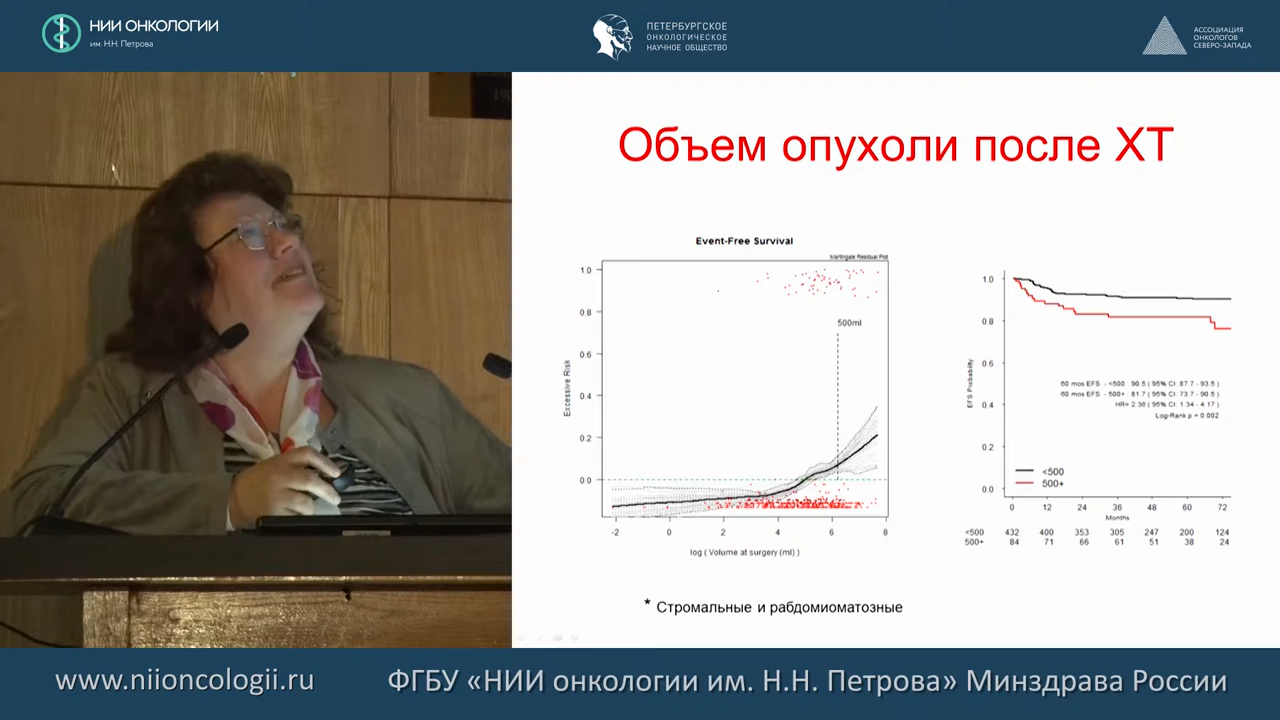 НИИ ОНКОЛОГИИ
им. Н.Н. Петрова
ПЕТЕРБУРГСКОЕ
ОНКОЛОГИЧЕСКОЕ
НАУЧНОЕ ОБЩЕСТВО
АССОЦИАЦИЯ
ОНКОЛОГОВ
СЕВЕРО-ЗАПАДА
Объем опухоли после ХТ
Event-Free Survival
Martingale Residual Plot
1.0
0.8
0.6
0.4
0.2
0.0
Excessive Risk
500ml
-2 0 2 4 6 8
log ( Volume at surgery (ml) )
1.0
0.8
0.6
0.4
0.2
0.0
EFS Probability
60 mos EFS - <500 : 90.5 ( 95% CI: 87.7 - 93.5 )
60 mos EFS - 500+ : 81.7 ( 95% CI: 73.7 - 90.5 )
HR= 2.36 ( 95% CI: 1.34 - 4.17 )
Log-Rank p = 0.002
<500
500+
0 12 24 36 48 60 72
Months
<500 432 400 353 305 247 200 124
500+ 84 71 66 61 51 38 24
* Стромальные и рабдомиоматозные
www.niioncologii.ru
ФГБУ «НИИ онкологии им. Н.Н. Петрова» Минздрава России